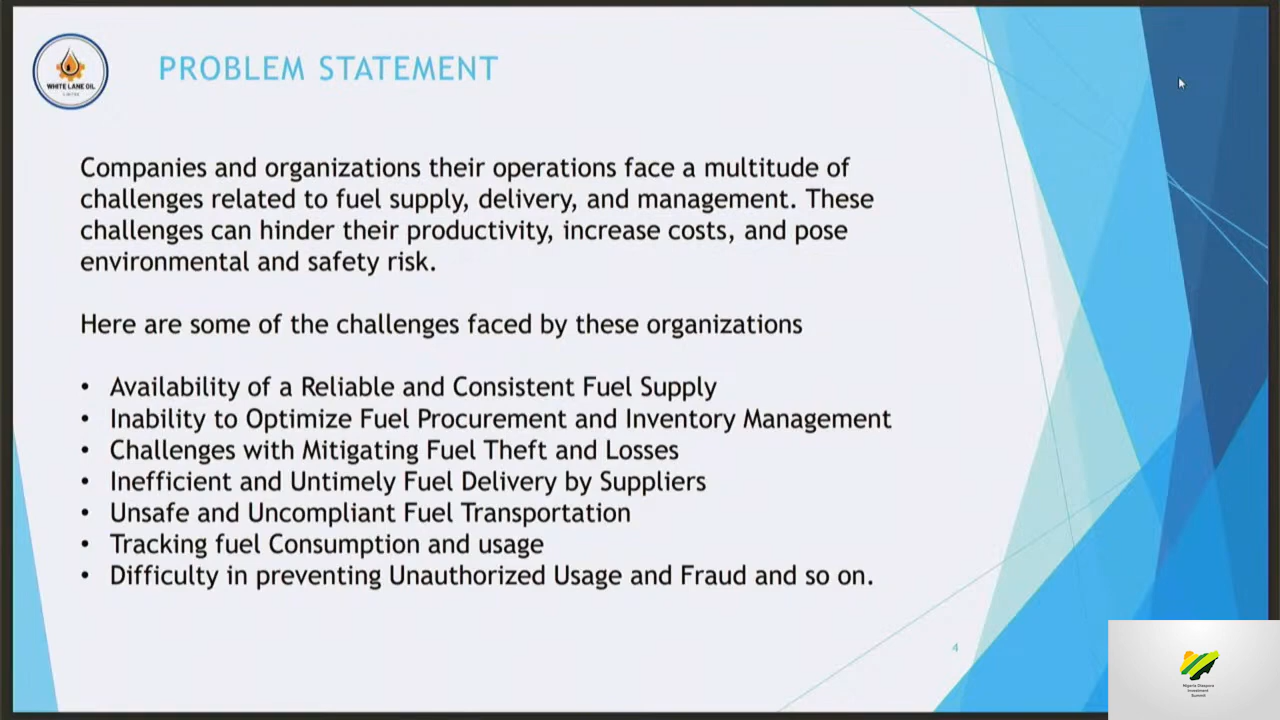 WHITE LANE OIL
LIMITED
PROBLEM STATEMENT
Companies and organizations their operations face a multitude of
challenges related to fuel supply, delivery, and management. These
challenges can hinder their productivity, increase costs, and pose
environmental and safety risk.
Here are some of the challenges faced by these organizations
• Availability of a Reliable and Consistent Fuel Supply
• Inability to Optimize Fuel Procurement and Inventory Management
• Challenges with Mitigating Fuel Theft and Losses
• Inefficient and Untimely Fuel Delivery by Suppliers
• Unsafe and Uncompliant Fuel Transportation
• Tracking fuel Consumption and usage
• Difficulty in preventing Unauthorized Usage and Fraud and so on.
4
Nigeria Diaspora
Investment
Summit